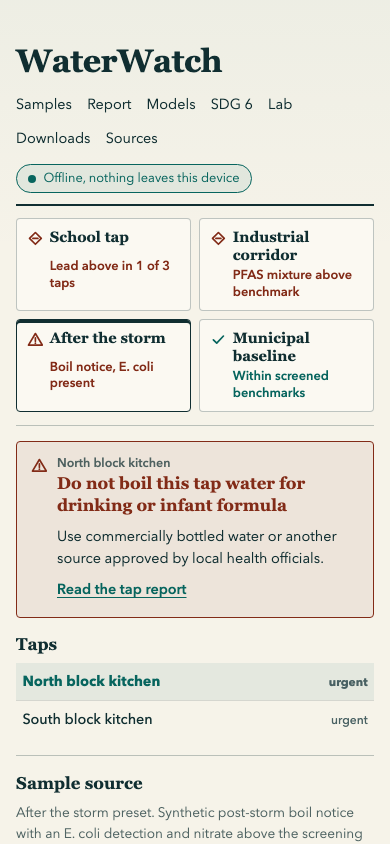 WaterWatch
Samples Report Models SDG 6 Lab
Downloads Sources
Offline, nothing leaves this device
School tap
Lead above in 1 of 3
taps
Industrial
corridor
PFAS mixture above
benchmark
After the storm
Boil notice, E. coli
present
Municipal
baseline
Within screened
benchmarks
North block kitchen
Do not boil this tap water for
drinking or infant formula
Use commercially bottled water or another
source approved by local health officials.
Read the tap report
Taps
North block kitchen urgent
South block kitchen urgent
Sample source
After the storm preset. Synthetic post-storm boil notice
with an E. coli detection and nitrate above the screening